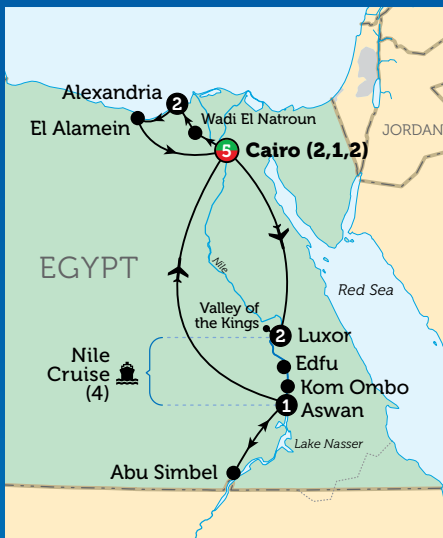 Alexandria
2
El Alamein
Wadi El Natroun
5
Cairo (2,1,2)
JORDAN
EGYPT
Nile
Red Sea
Valley of
the Kings
2
Luxor
Nile
Cruise
(4)
Edfu
Kom Ombo
1
Aswan
Lake Nasser
Abu Simbel